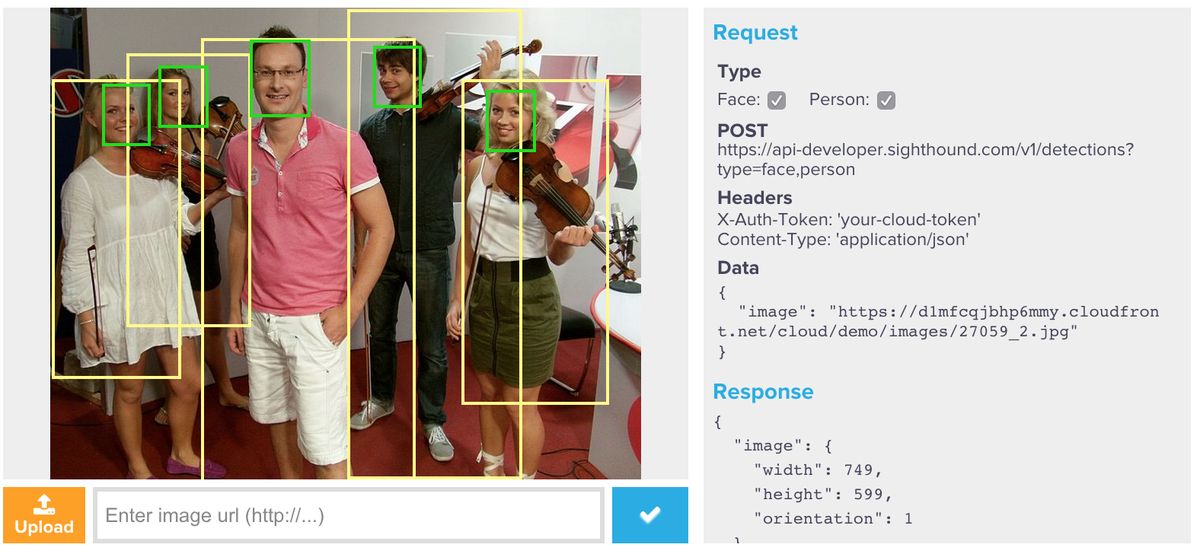 Request
Type
Face: Person:
POST
https://api-developer.sighthound.com/v1/detections?
type=face,person
Headers
X-Auth-Token: 'your-cloud-token'
Content-Type: 'application/json'
Data
{
"image": "https://d1mfcqjbhp6mmy.cloudfron
t.net/cloud/demo/images/27059_2.jpg"
}
Response
{
"image": {
"width": 749,
"height": 599,
"orientation": 1
Upload
Enter image url (http://...)